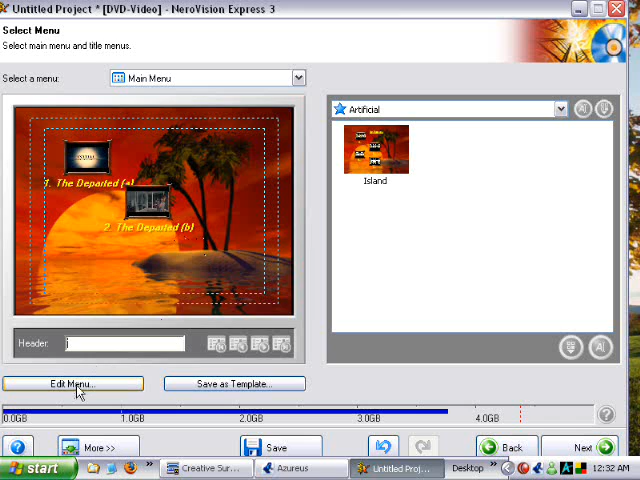 Untitled Project * [DVD-Video] - NeroVision Express 3
Select Menu
Select main menu and title menus.
Select a menu:
Main Menu
Artificial
Island
1. The Departed (a)
2. The Departed (b)
Header:
Edit Menu...
Save as Template...
0.0GB 1.0GB 2.0GB 3.0GB 4.0GB
More >>
Save
Back
Next
start
Creative Sur...
Azureus
Untitled Proj...
Desktop
12:32 AM